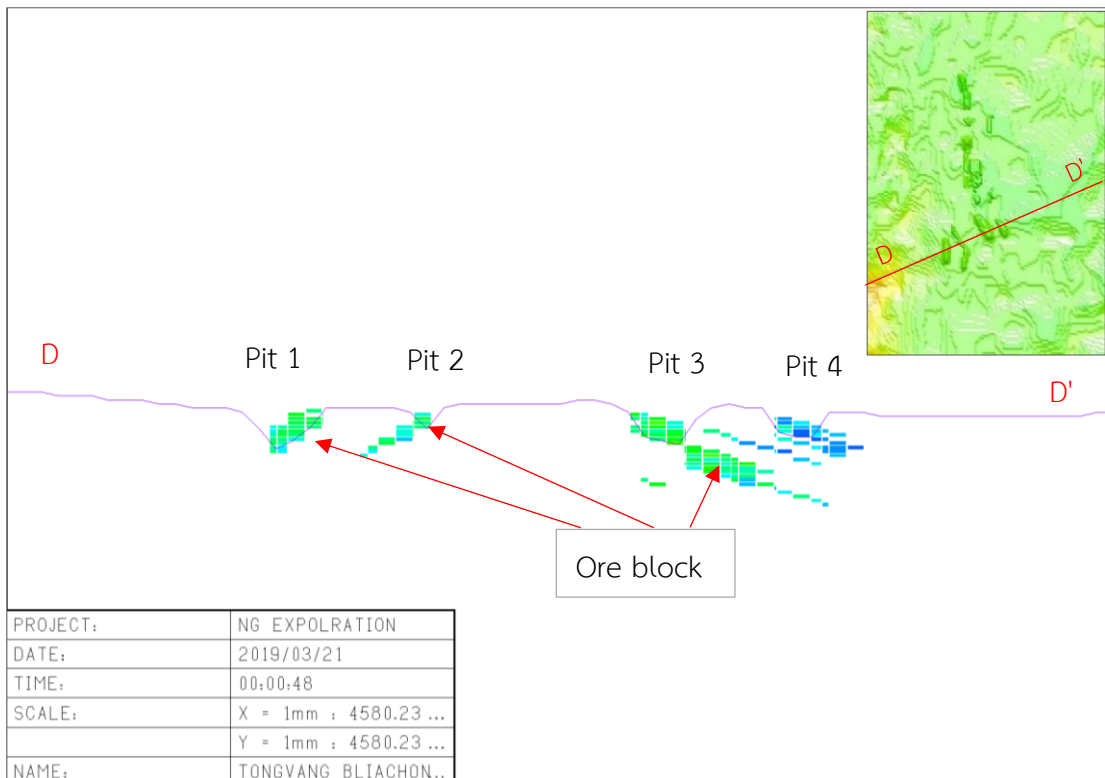 D'
D
D
Pit 1
Pit 2
Pit 3
Pit 4
D'
Ore block
PROJECT: NG EXPOLRATION
DATE: 2019/03/21
TIME: 00:00:48
SCALE: X = 1mm : 4580.23 ...
Y = 1mm : 4580.23 ...
NAME: TONGVANG BLIACHON...